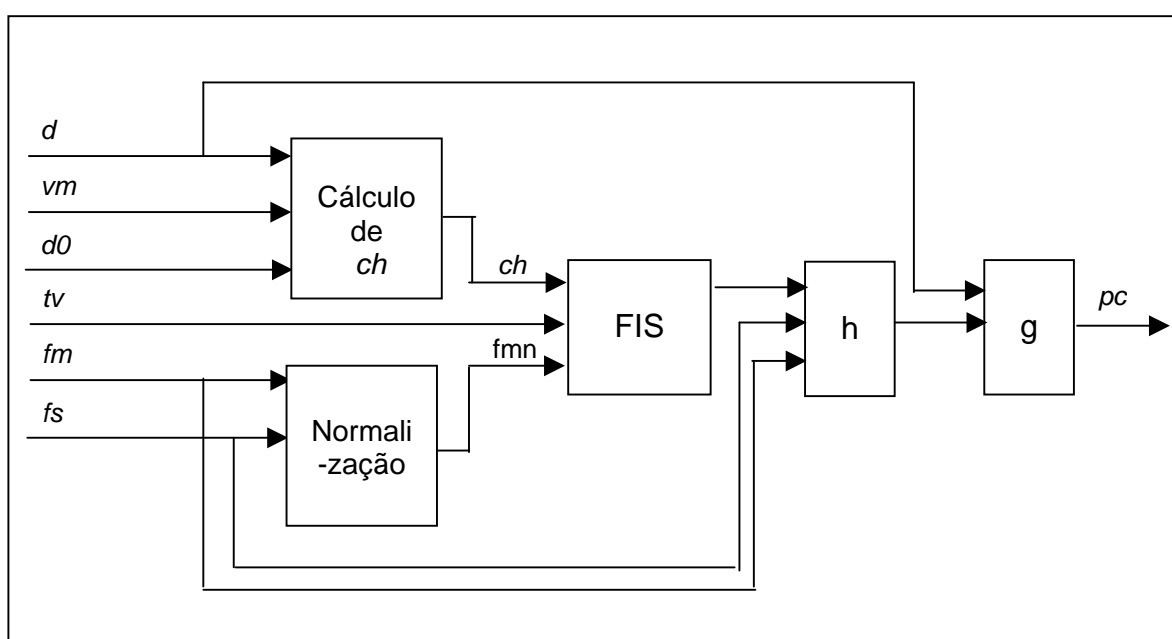 d
vm
d0
tv
fm
fs
Cálculo
de
ch
ch
fmn
Normali
-zação
FIS
h
g
pc